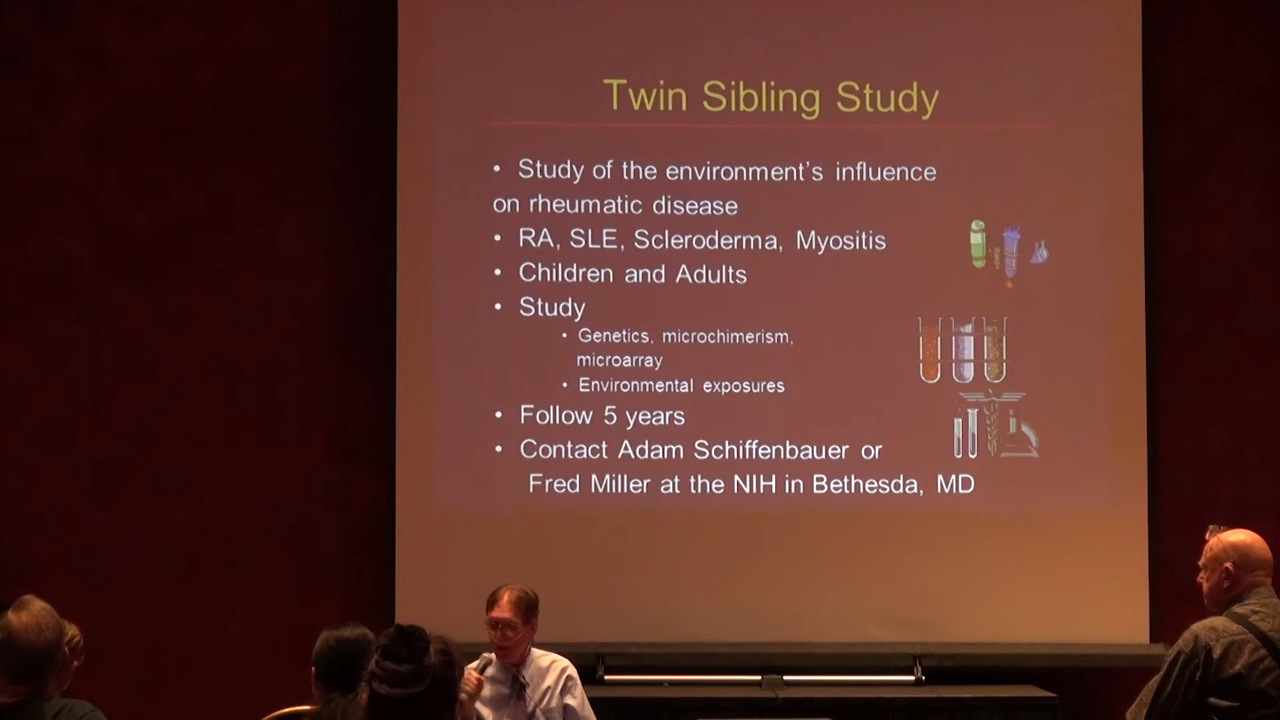 Twin Sibling Study
• Study of the environment's influence
on rheumatic disease
• RA, SLE, Scleroderma, Myositis
• Children and Adults
• Study
• Genetics, microchimerism,
microarray
• Environmental exposures
• Follow 5 years
• Contact Adam Schiffenbauer or
Fred Miller at the NIH in Bethesda, MD